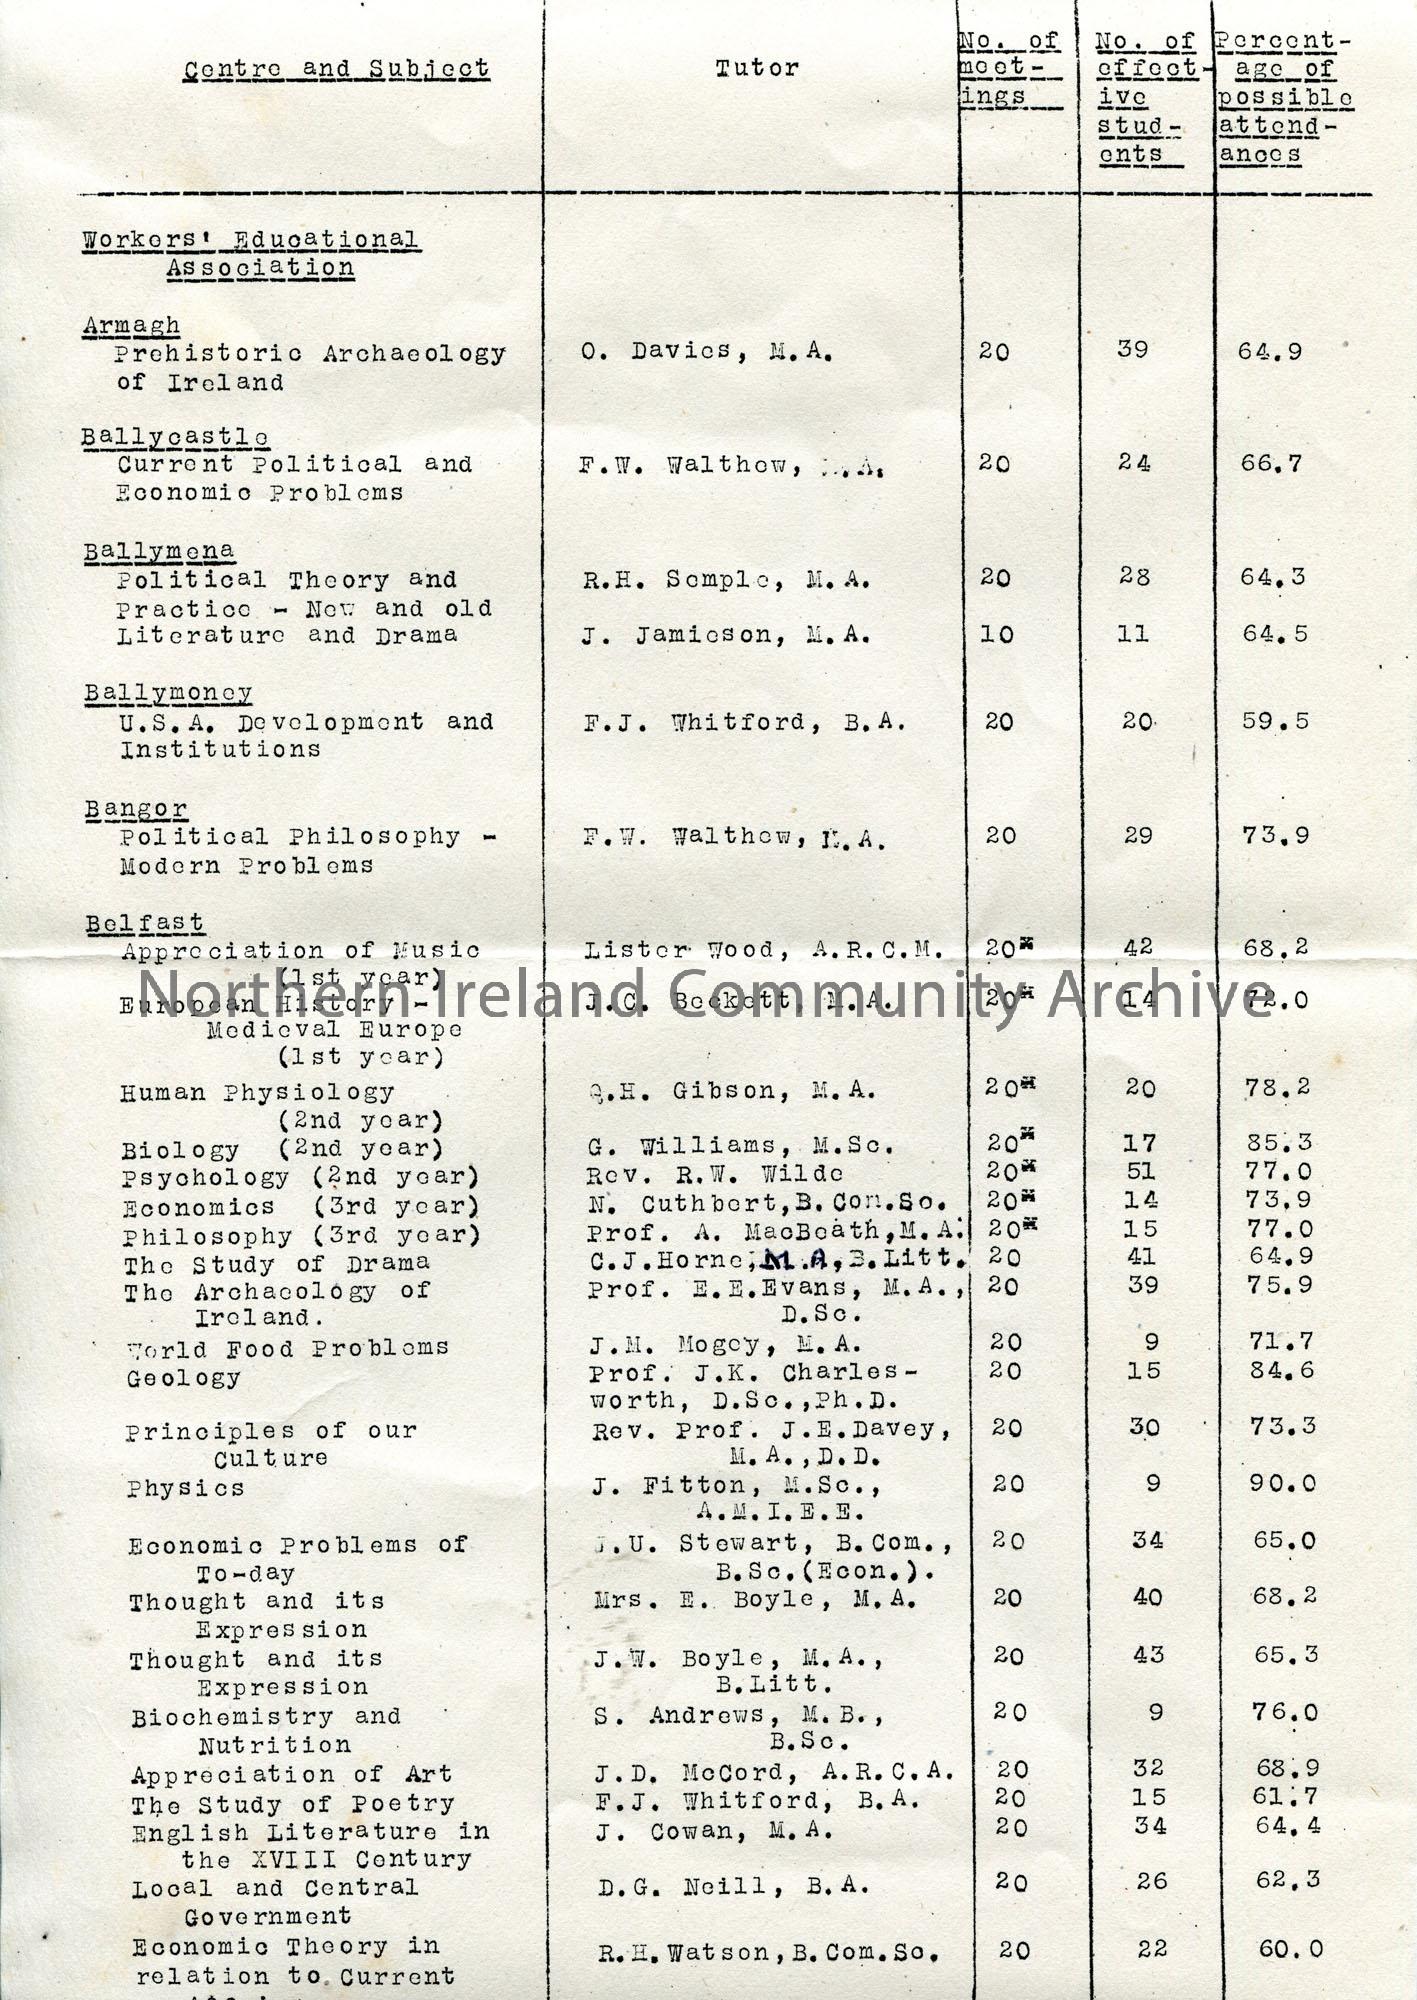 Centre and Subject Tutor No. of meet- ings No. of effect- ive stud- ents Percent- age of possible attend- ances
Workers' Educational
Association
Armagh
Prehistoric Archaeology O. Davies, M.A. 20 39 64.9
of Ireland
Ballycastle
Current Political and F.W. Walthew, M.A. 20 24 66.7
Economic Problems
Ballymena
Political Theory and R.H. Semple, M.A. 20 28 64.3
Practice - New and old
Literature and Drama J. Jamieson, M.A. 10 11 64.5
Ballymoney
U.S.A. Development and F.J. Whitford, B.A. 20 20 59.5
Institutions
Bangor
Political Philosophy - F.W. Walthew, M.A. 20 29 73.9
Modern Problems
Belfast
Appreciation of Music Lister Wood, A.R.C.M. 20* 42 68.2
(1st year)
European History - J.C. Beckett, M.A. 20* 14 72.0
Northern Ireland Community Archive
Medieval Europe
(1st year)
Human Physiology Q.H. Gibson, M.A. 20* 20 78.2
(2nd year)
Biology (2nd year) G. Williams, M.Sc. 20* 17 85.3
Psychology (2nd year) Rev. R.W. Wilde 20* 51 77.0
Economics (3rd year) N. Cuthbert,B.Com.Sc. 20* 14 73.9
Philosophy (3rd year) Prof. A. MacBeath,M.A. 20* 15 77.0
The Study of Drama C.J.Horne, M.A, B.Litt. 20 41 64.9
The Archaeology of Prof. E.E.Evans, M.A., 20 39 75.9
Ireland. D.Sc.
World Food Problems J.M. Mogey, M.A. 20 9 71.7
Geology Prof. J.K. Charles- 20 15 84.6
worth, D.Sc.,Ph.D.
Principles of our Rev. Prof. J.E.Davey, 20 30 73.3
Culture M.A.,D.D.
Physics J. Fitton, M.Sc., 20 9 90.0
A.M.I.E.E.
Economic Problems of J.U. Stewart, B.Com., 20 34 65.0
To-day B.Sc.(Econ.).
Thought and its Mrs. E. Boyle, M.A. 20 40 68.2
Expression
Thought and its J.W. Boyle, M.A., 20 43 65.3
Expression B.Litt.
Biochemistry and S. Andrews, M.B., 20 9 76.0
Nutrition B.Sc.
Appreciation of Art J.D. McCord, A.R.C.A. 20 32 68.9
The Study of Poetry F.J. Whitford, B.A. 20 15 61.7
English Literature in J. Cowan, M.A. 20 34 64.4
the XVIII Century
Local and Central D.G. Neill, B.A. 20 26 62.3
Government
Economic Theory in R.H.Watson,B.Com.Sc. 20 22 60.0
relation to Current